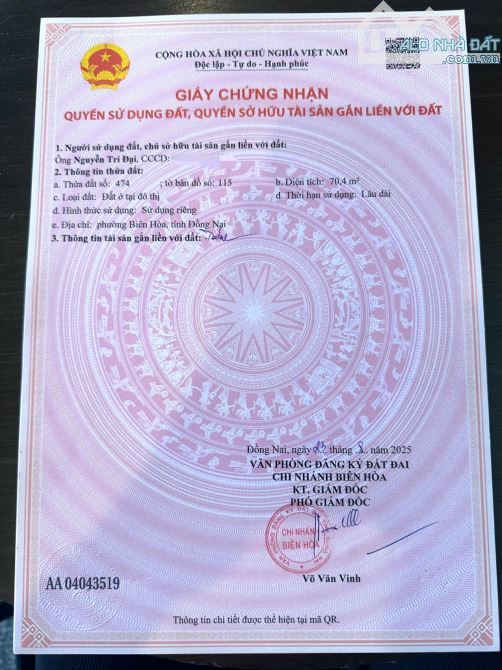 ALO NHÀ ĐẤT
Alonhadat.com.vn
CỘNG HÒA XÃ HỘI CHỦ NGHĨA VIỆT NAM
Độc lập - Tự do - Hạnh phúc
GIẤY CHỨNG NHẬN
QUYỀN SỬ DỤNG ĐẤT, QUYỀN SỞ HỮU TÀI SẢN GẮN LIỀN VỚI ĐẤT
1. Người sử dụng đất, chủ sở hữu tài sản gắn liền với đất:
Ông Nguyễn Trí Đại, CCCD:
2. Thông tin thửa đất:
a. Thửa đất số: 474 ; tờ bản đồ số: 115 b. Diện tích: 70,4 m²
c. Loại đất: Đất ở tại đô thị d. Thời hạn sử dụng: Lâu dài
đ. Hình thức sử dụng: Sử dụng riêng
e. Địa chỉ: phường Biên Hòa, tỉnh Đồng Nai
3. Thông tin tài sản gắn liền với đất:
Đồng Nai, ngày tháng 8 năm 2025
VĂN PHÒNG ĐĂNG KÝ ĐẤT ĐAI
CHI NHÁNH BIÊN HÒA
KT. GIÁM ĐỐC
PHÓ GIÁM ĐỐC
CHI NHÁNH
BIÊN HÒA
Võ Văn Vinh
AA 04043519
Thông tin chi tiết được thể hiện tại mã QR.